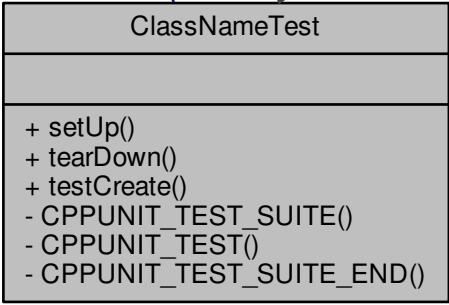 ClassNameTest
+ setUp()
+ tearDown()
+ testCreate()
- CPPUNIT_TEST_SUITE()
- CPPUNIT_TEST()
- CPPUNIT_TEST_SUITE_END()